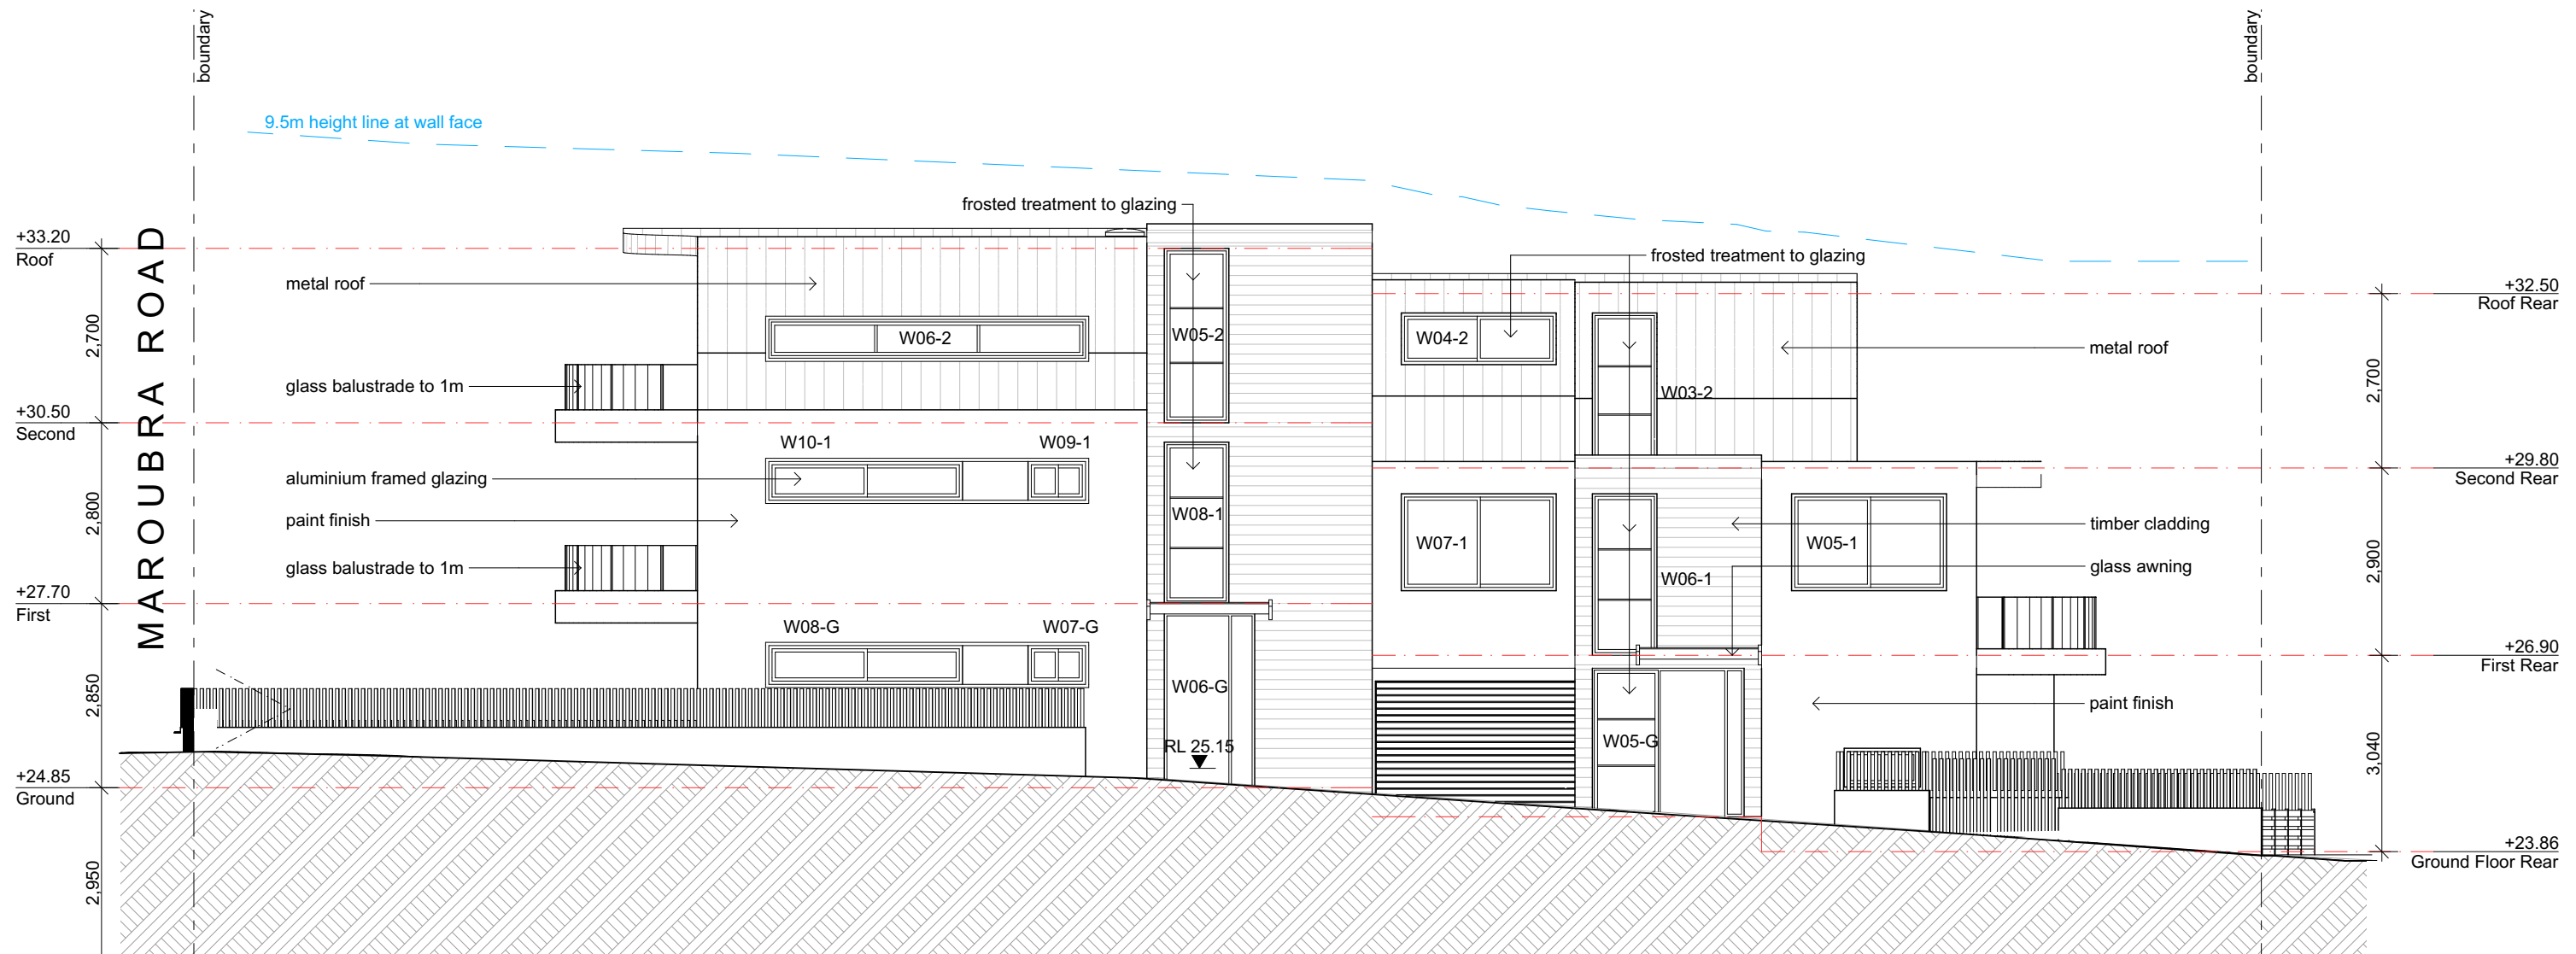 boundary
boundary
9.5m height line at wall face
frosted treatment to glazing
+33.20
Roof
MAROUBRA ROAD
metal roof
frosted treatment to glazing
+32.50
Roof Rear
2,700
W06-2
W05-2
W04-2
metal roof
glass balustrade to 1m
W03-2
2,700
+30.50
Second
W10-1
W09-1
aluminium framed glazing
+29.80
Second Rear
paint finish
2,800
W08-1
W07-1
W05-1
timber cladding
2,900
glass balustrade to 1m
W06-1
glass awning
+27.70
First
W08-G
W07-G
+26.90
First Rear
2,850
W06-G
paint finish
W05-G
RL 25.15
3,040
+24.85
Ground
+23.86
Ground Floor Rear
2,950